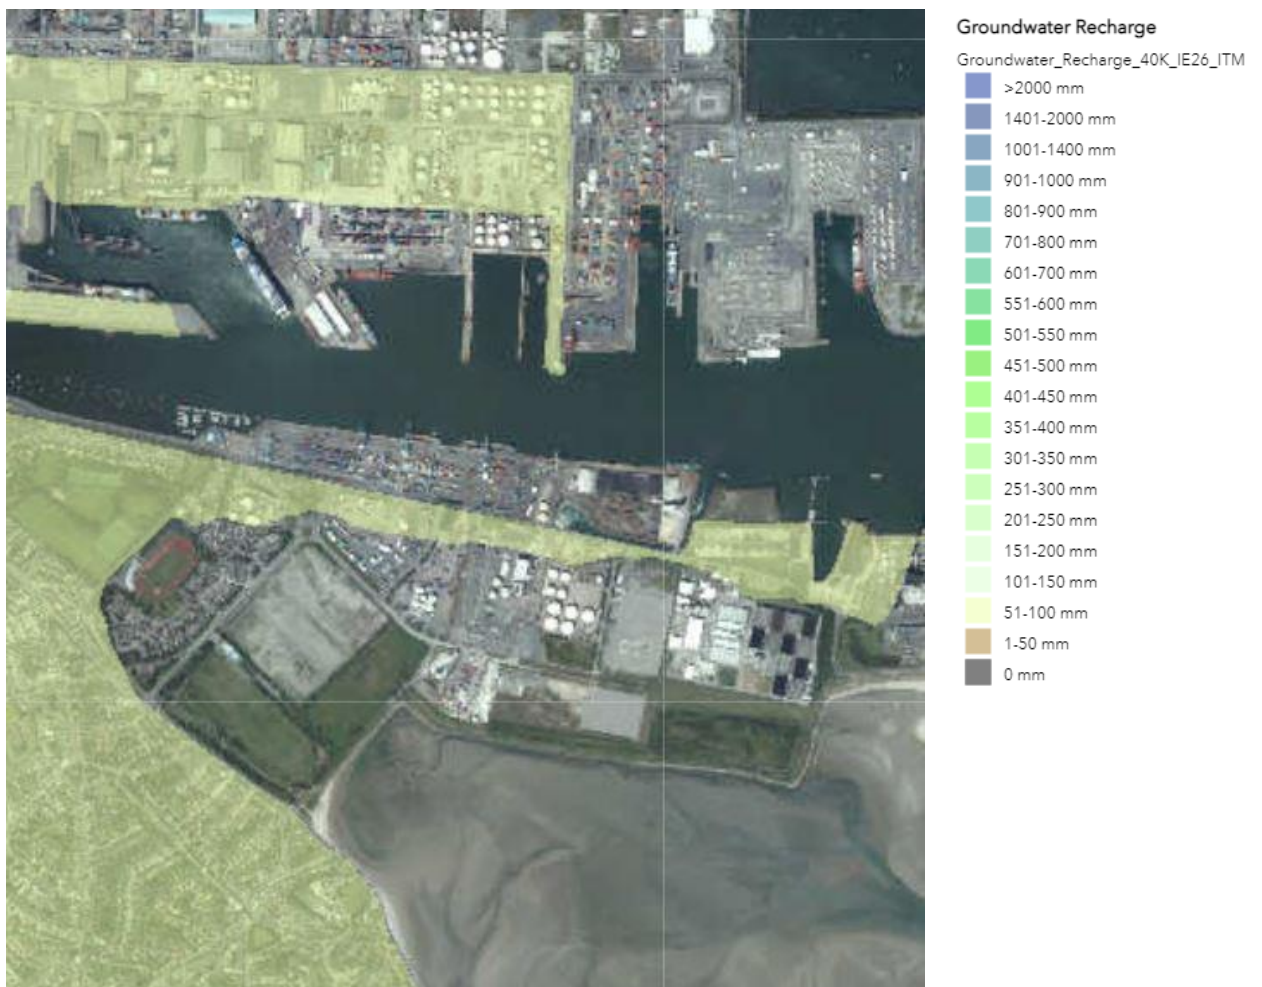 Groundwater Recharge
Groundwater_Recharge_40K_IE26_ITM
>2000 mm
1401-2000 mm
1001-1400 mm
901-1000 mm
801-900 mm
701-800 mm
601-700 mm
551-600 mm
501-550 mm
451-500 mm
401-450 mm
351-400 mm
301-350 mm
251-300 mm
201-250 mm
151-200 mm
101-150 mm
51-100 mm
1-50 mm
0 mm